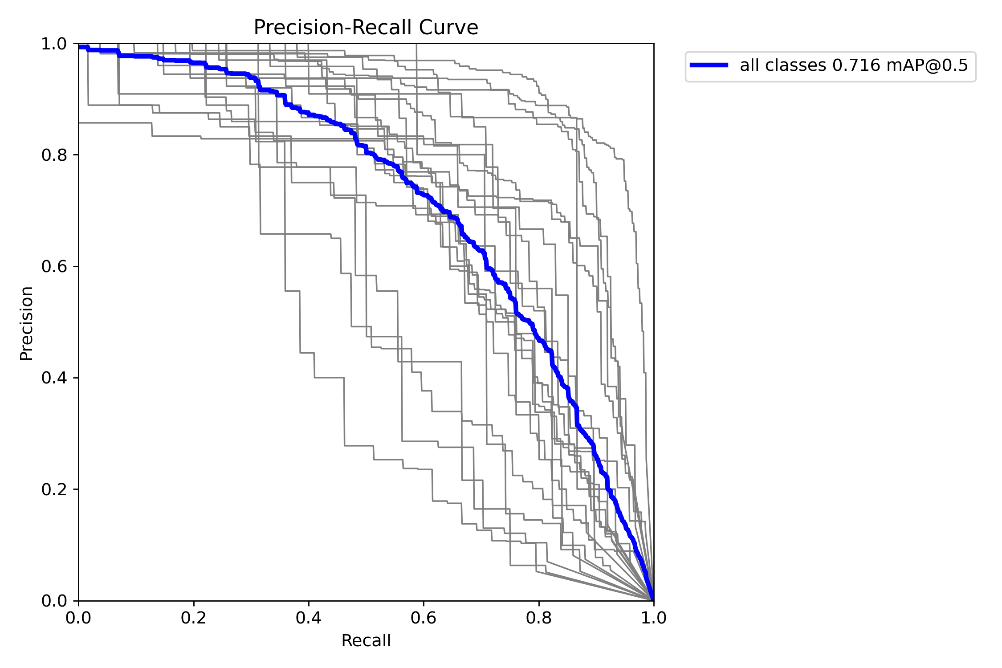 Precision-Recall Curve
all classes 0.716 mAP@0.5
Precision
1.0
0.8
0.6
0.4
0.2
0.0
0.0 0.2 0.4 0.6 0.8 1.0
Recall